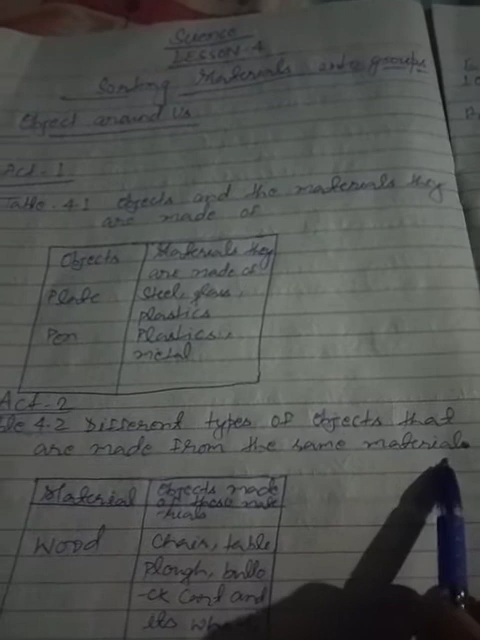 Science
LESSON-4
Sorting Materials into groups
Object around Us
Act-1
Table-4.1 Objects and the materials they
are made of
Objects
Materials they
are made of
Plate
Steel, glass,
plastics
Pen
Plastics,
metal
Act-2
ble 4.2 Different types of objects that
are made from the same materials
Material
Objects made
of these mate
rials
Wood
Chair, table
Plough, bullo
-ck Cart and
its